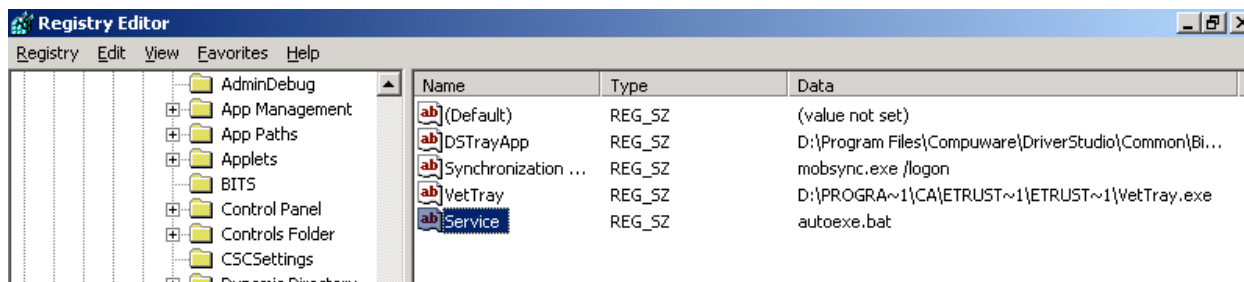 Registry Editor
Registry Edit View Favorites Help
AdminDebug
App Management
App Paths
Applets
BITS
Control Panel
Controls Folder
CSCSettings
Dynamic Directory
Name Type Data
(Default) REG_SZ (value not set)
DSTrayApp REG_SZ D:\Program Files\Compuware\DriverStudio\Common\Bi...
Synchronization ... REG_SZ mobsync.exe /logon
VetTray REG_SZ D:\PROGRA~1\CA\ETRUST~1\ETRUST~1\VetTray.exe
Service REG_SZ autoexe.bat